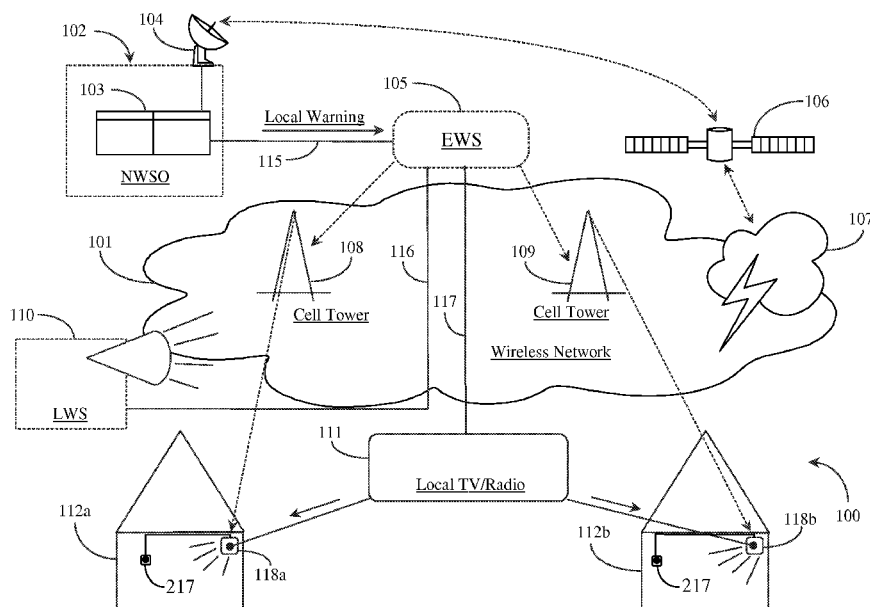 104
102
103
105
106
Local Warning
EWS
115
NWSO
107
101
108
116
109
110
Cell Tower
117
Cell Tower
Wireless Network
LWS
111
Local TV/Radio
100
112a
118b
112b
217
118a
217